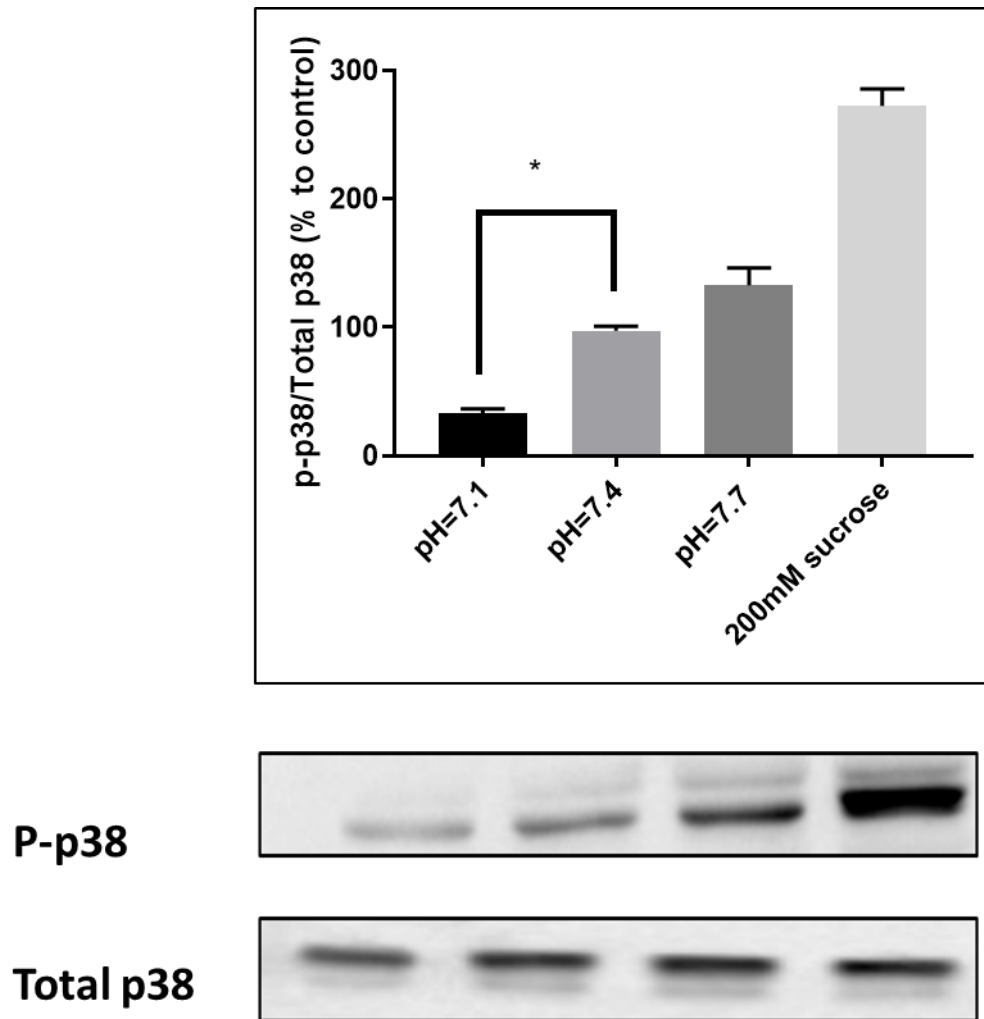 p-p38/Total p38 (% to control)
300
200
100
0
*
pH=7.1
pH=7.4
pH=7.7
200mM sucrose
P-p38
Total p38